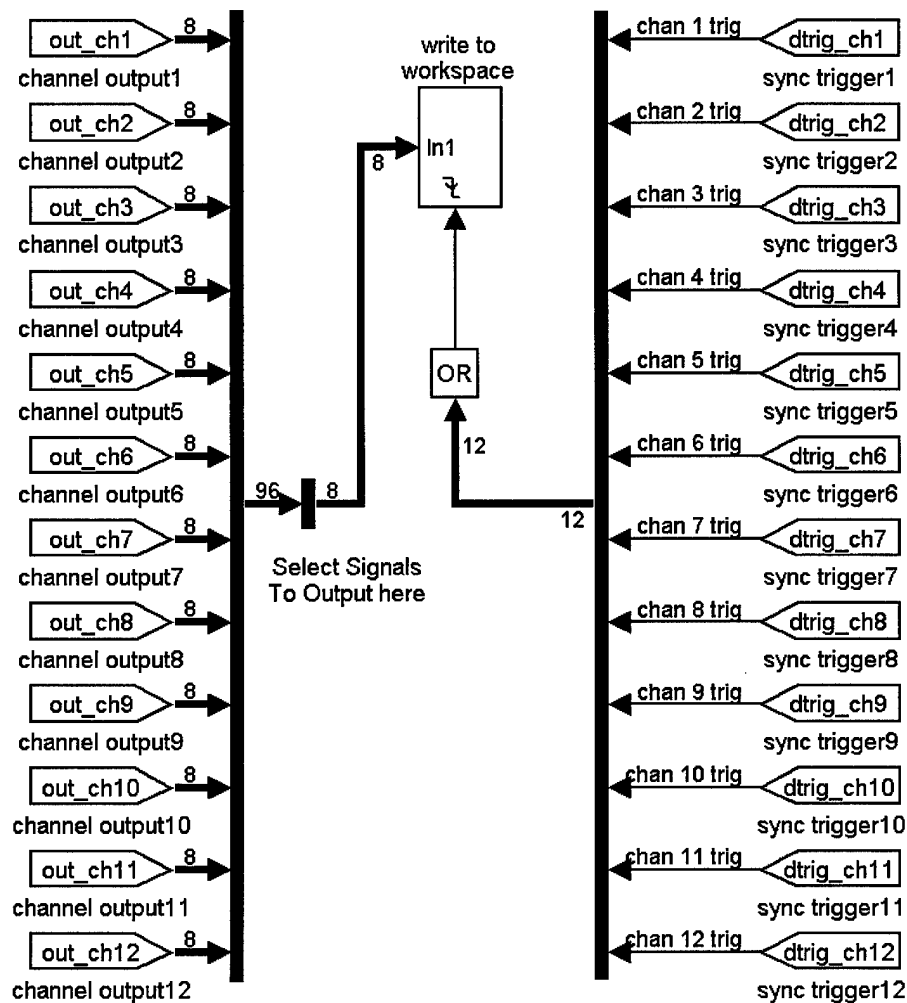 out_ch1
8
channel output1
out_ch2
8
channel output2
out_ch3
8
channel output3
out_ch4
8
channel output4
out_ch5
8
channel output5
out_ch6
8
channel output6
out_ch7
8
channel output7
out_ch8
8
channel output8
out_ch9
8
channel output9
out_ch10
8
channel output10
out_ch11
8
channel output11
out_ch12
8
channel output12
96
8
Select Signals
To Output here
write to
workspace
8
In1
OR
12
12
chan 1 trig
dtrig_ch1
sync trigger1
chan 2 trig
dtrig_ch2
sync trigger2
chan 3 trig
dtrig_ch3
sync trigger3
chan 4 trig
dtrig_ch4
sync trigger4
chan 5 trig
dtrig_ch5
sync trigger5
chan 6 trig
dtrig_ch6
sync trigger6
chan 7 trig
dtrig_ch7
sync trigger7
chan 8 trig
dtrig_ch8
sync trigger8
chan 9 trig
dtrig_ch9
sync trigger9
chan 10 trig
dtrig_ch10
sync trigger10
chan 11 trig
dtrig_ch11
sync trigger11
chan 12 trig
dtrig_ch12
sync trigger12